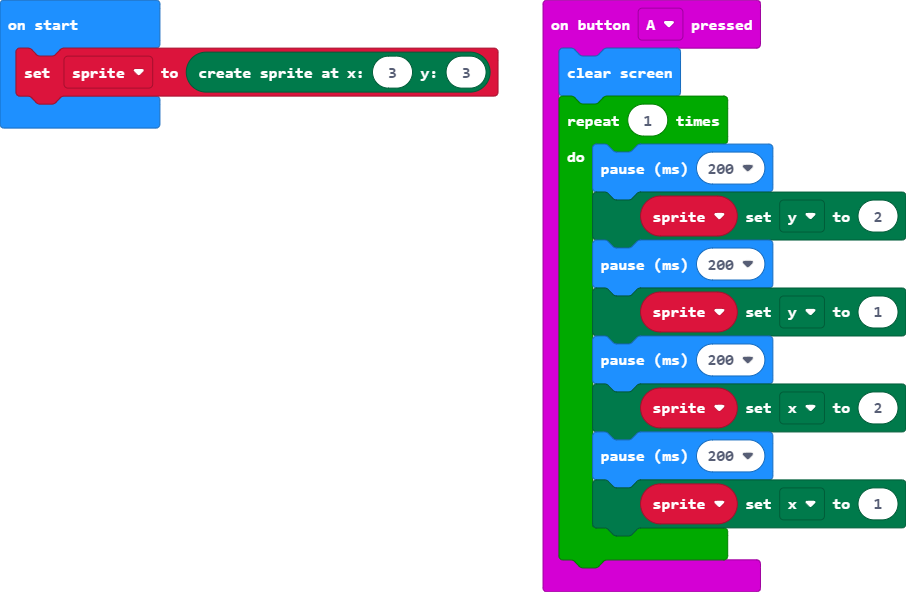 on start
set sprite to create sprite at x: 3 y: 3
on button A pressed
clear screen
repeat 1 times
do
pause (ms) 200
sprite set y to 2
pause (ms) 200
sprite set y to 1
pause (ms) 200
sprite set x to 2
pause (ms) 200
sprite set x to 1